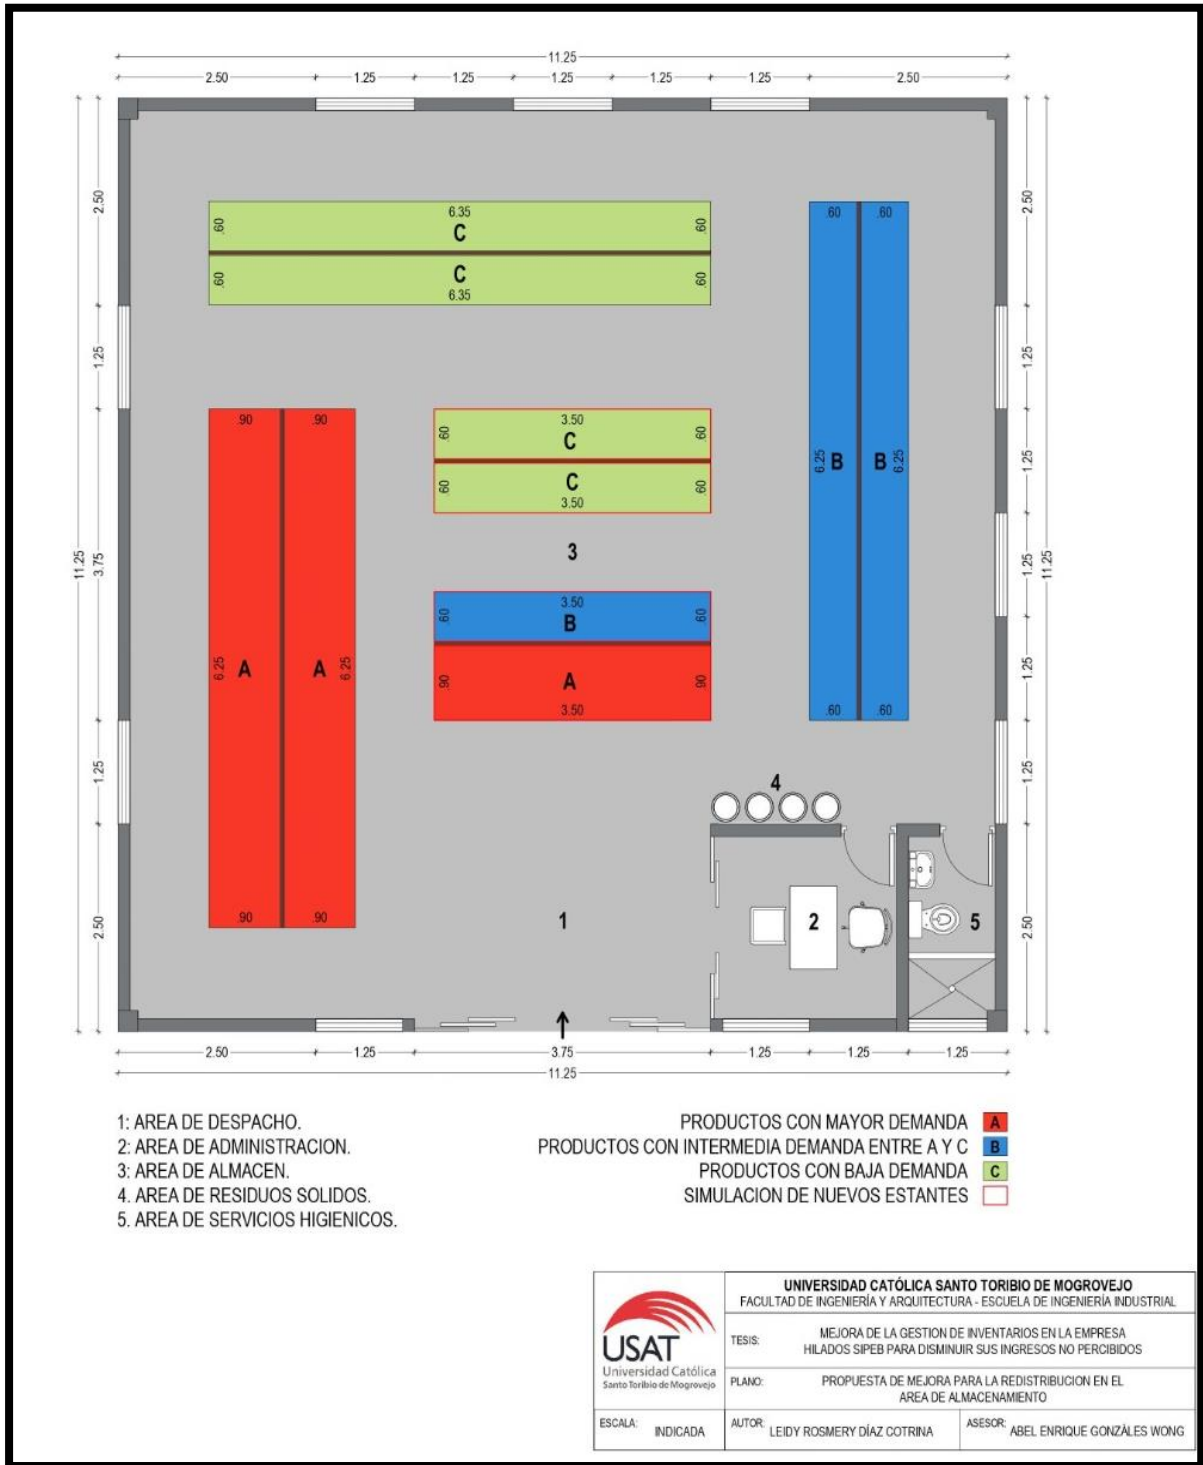 11.25
2.50 1.25 1.25 1.25 1.25 1.25 2.50
11.25
2.50
1.25
3.75
1.25
2.50
2.50
1.25
1.25
1.25
1.25
1.25
2.50
11.25
6.35
.60 C .60
.60 C .60
6.35
.60 .60
6.25 B B 6.25
.60 .60
.90 .90
6.25 A A 6.25
.90 .90
3.50
.60 C .60
.60 C .60
3.50
3
3.50
.60 B .60
.90 A .90
3.50
4
1
2
5
2.50 1.25 3.75 1.25 1.25 1.25
11.25
1: AREA DE DESPACHO.
2: AREA DE ADMINISTRACION.
3: AREA DE ALMACEN.
4. AREA DE RESIDUOS SOLIDOS.
5. AREA DE SERVICIOS HIGIENICOS.
PRODUCTOS CON MAYOR DEMANDA A
PRODUCTOS CON INTERMEDIA DEMANDA ENTRE A Y C B
PRODUCTOS CON BAJA DEMANDA C
SIMULACION DE NUEVOS ESTANTES
USAT
Universidad Católica
Santo Toribio de Mogrovejo
UNIVERSIDAD CATÓLICA SANTO TORIBIO DE MOGROVEJO
FACULTAD DE INGENIERÍA Y ARQUITECTURA - ESCUELA DE INGENIERÍA INDUSTRIAL
TESIS: MEJORA DE LA GESTION DE INVENTARIOS EN LA EMPRESA
HILADOS SIPEB PARA DISMINUIR SUS INGRESOS NO PERCIBIDOS
PLANO: PROPUESTA DE MEJORA PARA LA REDISTRIBUCION EN EL
AREA DE ALMACENAMIENTO
ESCALA: INDICADA
AUTOR: LEIDY ROSMERY DÍAZ COTRINA
ASESOR: ABEL ENRIQUE GONZÀLES WONG